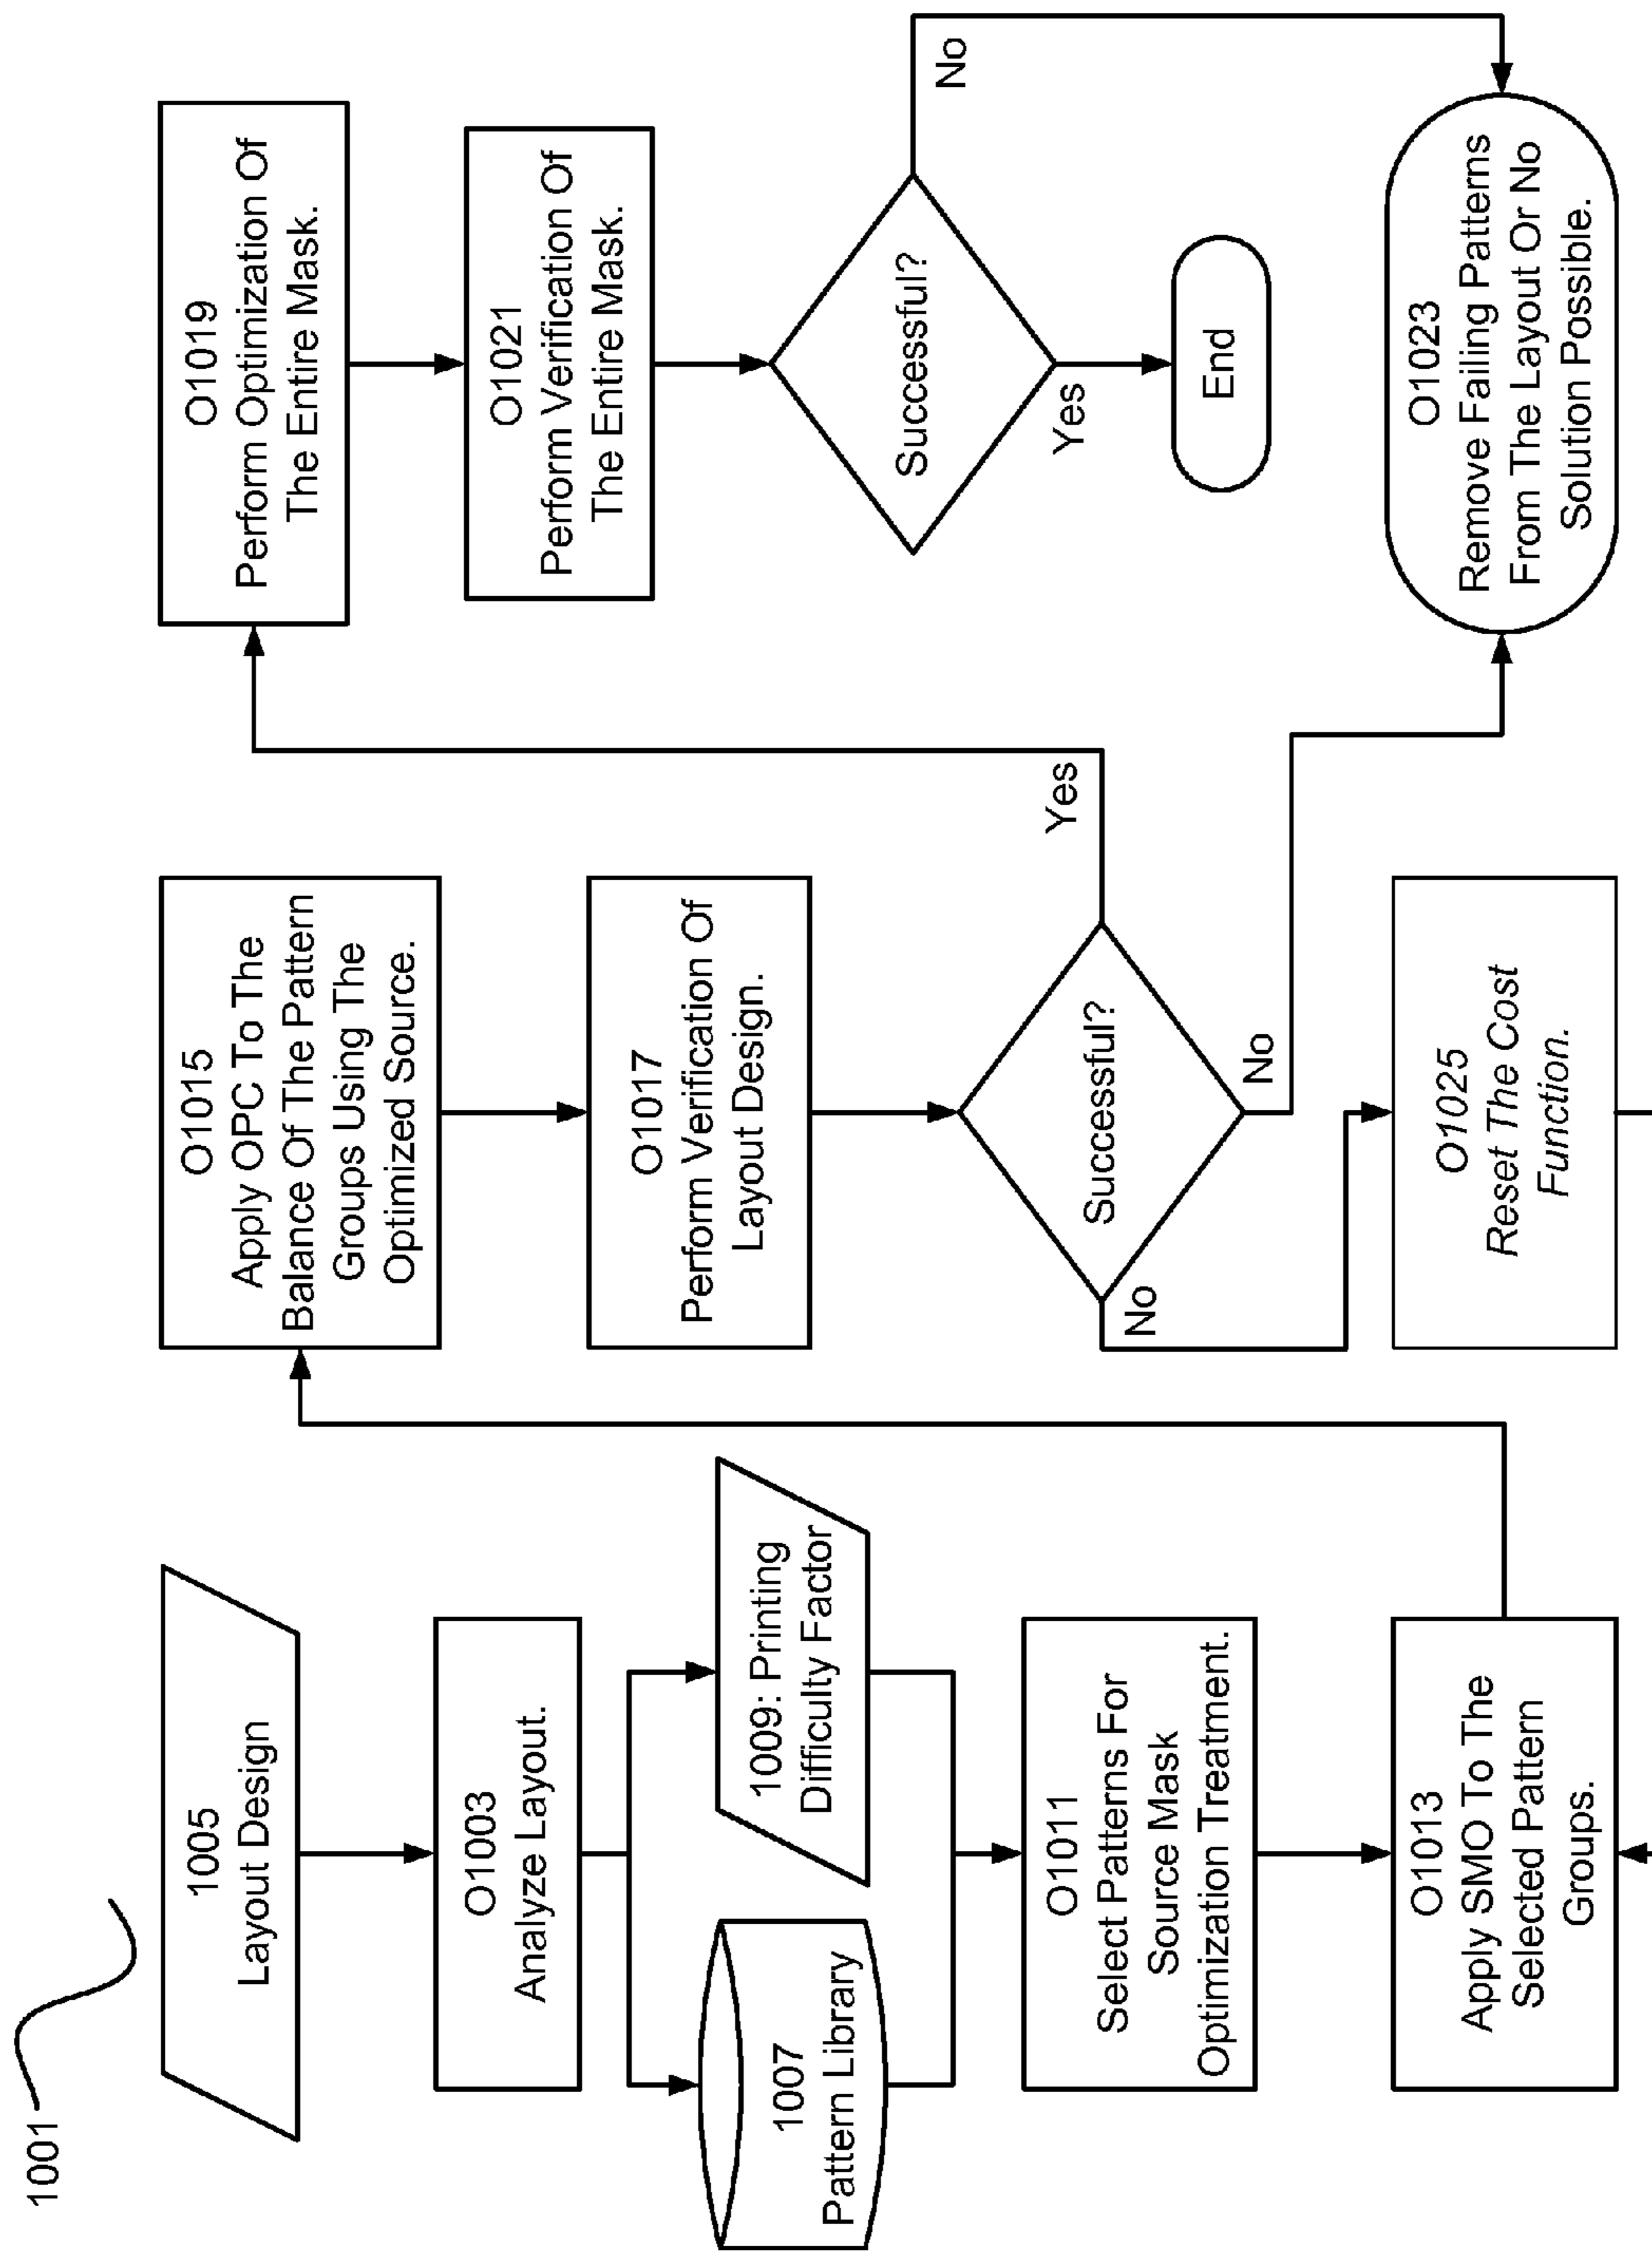 1001
1005
Layout Design
O1003
Analyze Layout.
1007
Pattern Library
1009: Printing
Difficulty Factor
O1011
Select Patterns For
Source Mask
Optimization Treatment.
O1013
Apply SMO To The
Selected Pattern
Groups.
O1015
Apply OPC To The
Balance Of The Pattern
Groups Using The
Optimized Source.
O1017
Perform Verification Of
Layout Design.
Successful?
Yes
No
No
O1025
Reset The Cost
Function.
O1019
Perform Optimization Of
The Entire Mask.
O1021
Perform Verification Of
The Entire Mask.
Successful?
No
Yes
End
O1023
Remove Failing Patterns
From The Layout Or No
Solution Possible.